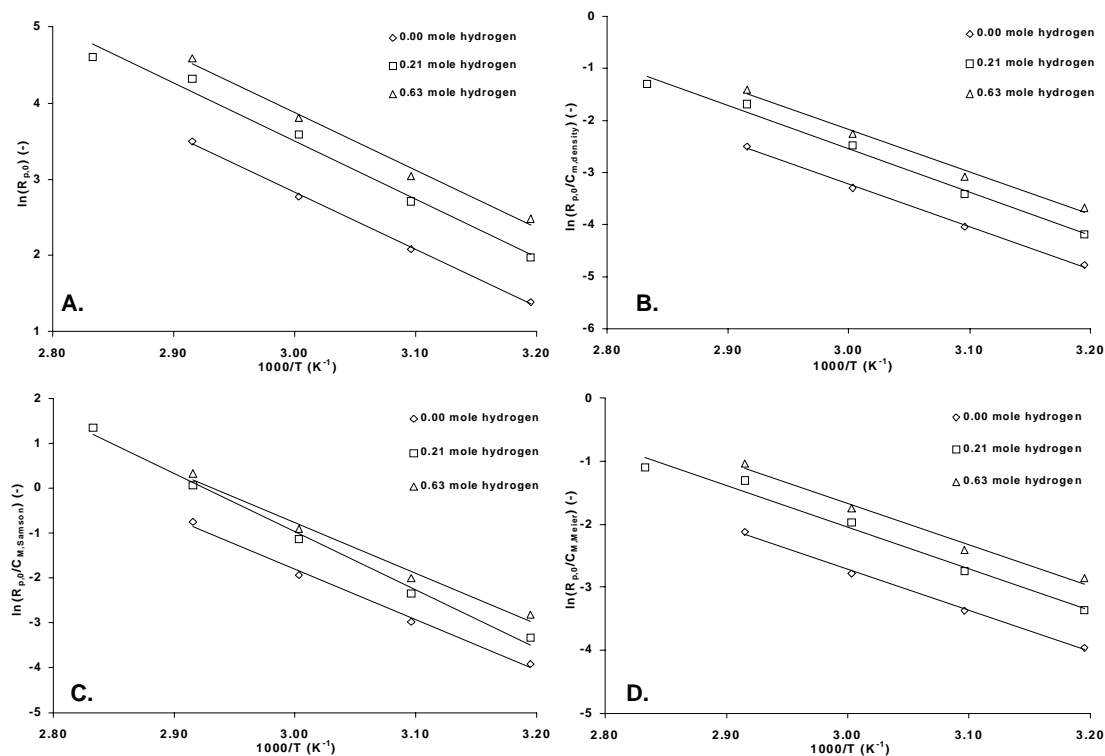 5
4
3
2
1
ln(Rp,0) (-)
◇ 0.00 mole hydrogen
□ 0.21 mole hydrogen
△ 0.63 mole hydrogen
A.
2.80 2.90 3.00 3.10 3.20
1000/T (K⁻¹)
0
-1
-2
-3
-4
-5
-6
ln(Rp,0/Cm,density) (-)
◇ 0.00 mole hydrogen
□ 0.21 mole hydrogen
△ 0.63 mole hydrogen
B.
2.80 2.90 3.00 3.10 3.20
1000/T (K⁻¹)
2
1
0
-1
-2
-3
-4
-5
ln(Rp,0/CM,Samson) (-)
◇ 0.00 mole hydrogen
□ 0.21 mole hydrogen
△ 0.63 mole hydrogen
C.
2.80 2.90 3.00 3.10 3.20
1000/T (K⁻¹)
0
-1
-2
-3
-4
-5
ln(Rp,0/CM,Meier) (-)
◇ 0.00 mole hydrogen
□ 0.21 mole hydrogen
△ 0.63 mole hydrogen
D.
2.80 2.90 3.00 3.10 3.20
1000/T (K⁻¹)